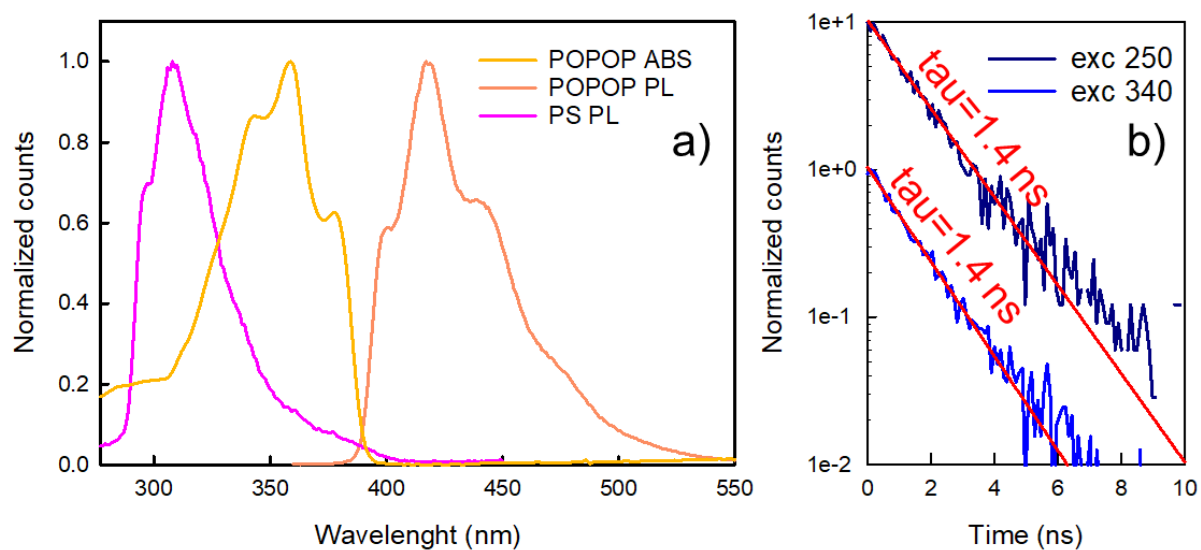 POPOP ABS
POPOP PL
PS PL
a)
Normalized counts
1.0
0.8
0.6
0.4
0.2
0.0
300
350
400
450
500
550
Wavelenght (nm)
exc 250
exc 340
b)
tau=1.4 ns
tau=1.4 ns
Normalized counts
1e+1
1e+0
1e-1
1e-2
0
2
4
6
8
10
Time (ns)